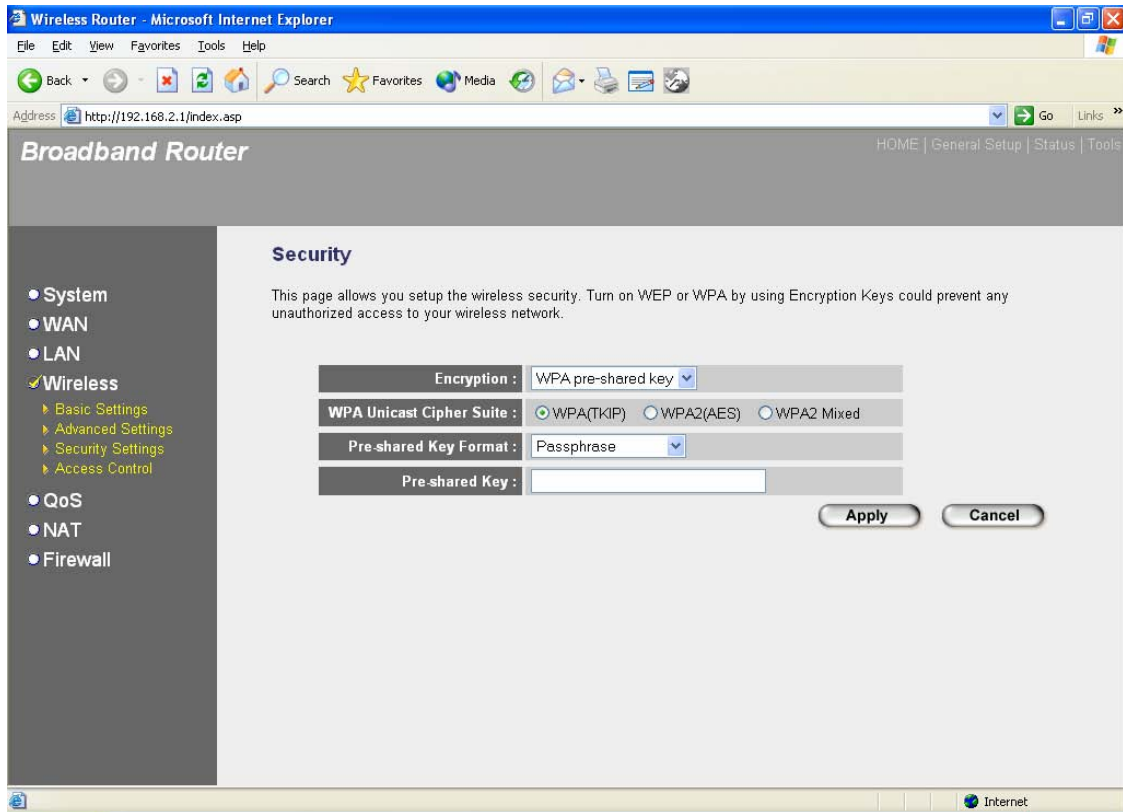 Wireless Router - Microsoft Internet Explorer
File Edit View Favorites Tools Help
Back Search Favorites Media
Address http://192.168.2.1/index.asp Go Links »
Broadband Router
HOME | General Setup | Status | Tools
Security
This page allows you setup the wireless security. Turn on WEP or WPA by using Encryption Keys could prevent any
unauthorized access to your wireless network.
System
WAN
LAN
Wireless
Basic Settings
Advanced Settings
Security Settings
Access Control
QoS
NAT
Firewall
Encryption : WPA pre-shared key
WPA Unicast Cipher Suite : WPA(TKIP) WPA2(AES) WPA2 Mixed
Pre-shared Key Format : Passphrase
Pre-shared Key :
Apply Cancel
Internet